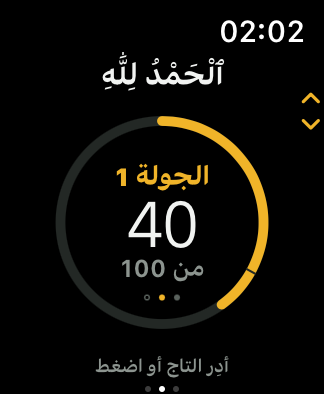 02:02
ٱلْحَمْدُ لِلَّٰهِ
الجولة 1
40
من 100
أدِر التاج أو اضغط